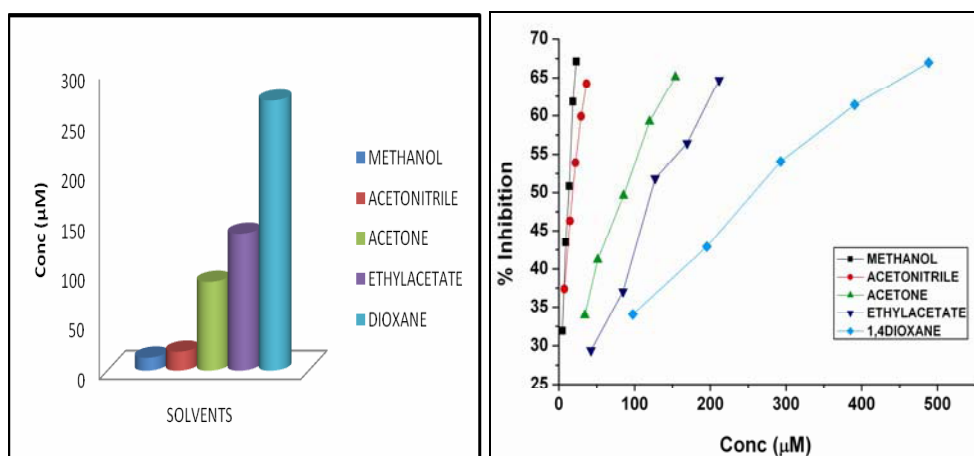 300
250
200
150
100
50
0
Conc (µM)
SOLVENTS
METHANOL
ACETONITRILE
ACETONE
ETHYLACETATE
DIOXANE
70
65
60
55
50
45
40
35
30
25
% Inhibition
0 100 200 300 400 500
Conc (µM)
METHANOL
ACETONITRILE
ACETONE
ETHYLACETATE
1,4DIOXANE